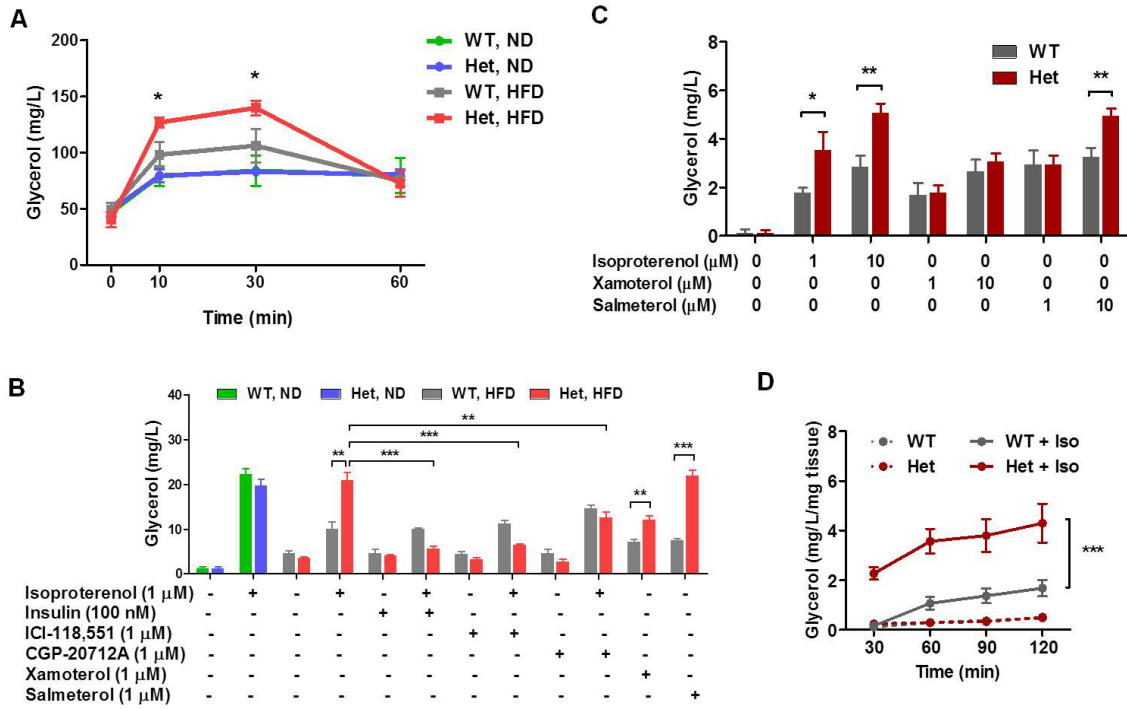 A
Glycerol (mg/L)
200
150
100
50
0
0 10 30 60
Time (min)
*
*
WT, ND
Het, ND
WT, HFD
Het, HFD
C
Glycerol (mg/L)
8
6
4
2
0
WT
Het
* ** **
Isoproterenol (μM) 0 1 10 0 0 0 0
Xamoterol (μM) 0 0 0 1 10 0 0
Salmeterol (μM) 0 0 0 0 0 1 10
B
WT, ND Het, ND WT, HFD Het, HFD
Glycerol (mg/L)
40
30
20
10
0
**
***
** *** ** ***
Isoproterenol (1 μM) - + - + - + - + - + - -
Insulin (100 nM) - - - - + + - - - - - -
ICI-118,551 (1 μM) - - - - - - + + - - - -
CGP-20712A (1 μM) - - - - - - - - + + - -
Xamoterol (1 μM) - - - - - - - - - - + -
Salmeterol (1 μM) - - - - - - - - - - - +
D
Glycerol (mg/L/mg tissue)
8
6
4
2
0
WT WT + Iso
Het Het + Iso
***
30 60 90 120
Time (min)